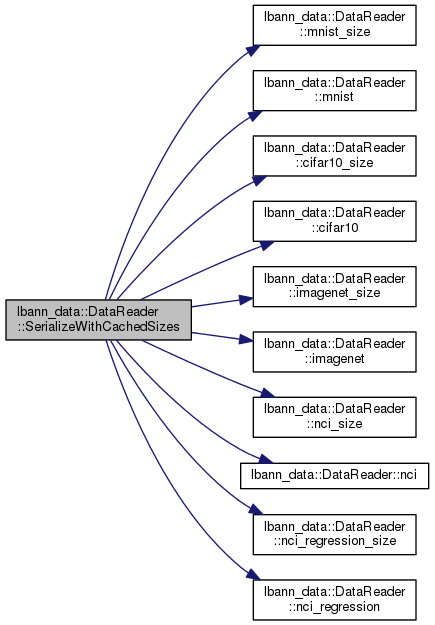 lbann_data::DataReader
::mnist_size
lbann_data::DataReader
::mnist
lbann_data::DataReader
::cifar10_size
lbann_data::DataReader
::cifar10
lbann_data::DataReader
::SerializeWithCachedSizes
lbann_data::DataReader
::imagenet_size
lbann_data::DataReader
::imagenet
lbann_data::DataReader
::nci_size
lbann_data::DataReader::nci
lbann_data::DataReader
::nci_regression_size
lbann_data::DataReader
::nci_regression